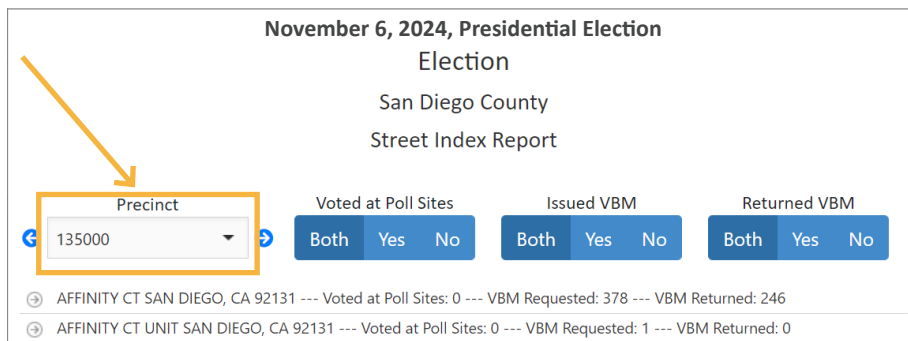 November 6, 2024, Presidential Election
Election
San Diego County
Street Index Report
Precinct Voted at Poll Sites Issued VBM Returned VBM
135000 Both Yes No Both Yes No Both Yes No
AFFINITY CT SAN DIEGO, CA 92131 --- Voted at Poll Sites: 0 --- VBM Requested: 378 --- VBM Returned: 246
AFFINITY CT UNIT SAN DIEGO, CA 92131 --- Voted at Poll Sites: 0 --- VBM Requested: 1 --- VBM Returned: 0